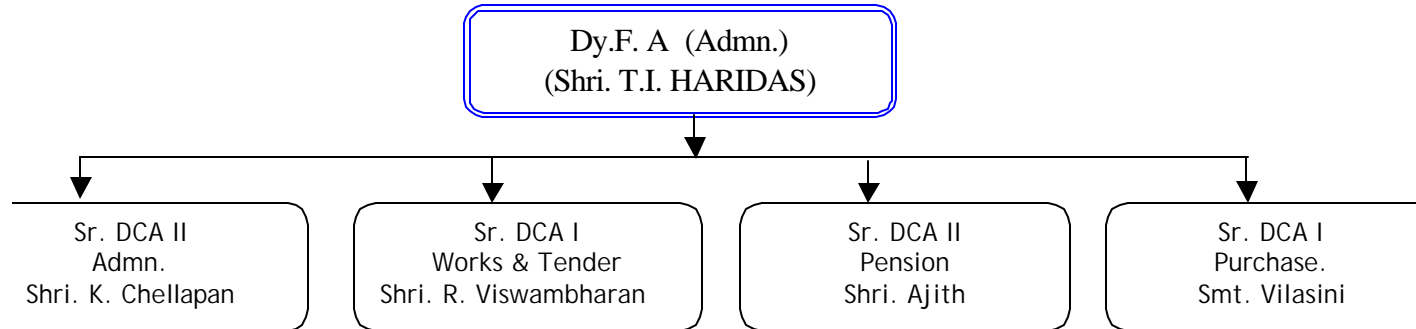 Dy.F. A (Admn.)
(Shri. T.I. HARIDAS)
Sr. DCA II
Admn.
Shri. K. Chellapan
Sr. DCA I
Works & Tender
Shri. R. Viswambharan
Sr. DCA II
Pension
Shri. Ajith
Sr. DCA I
Purchase.
Smt. Vilasini